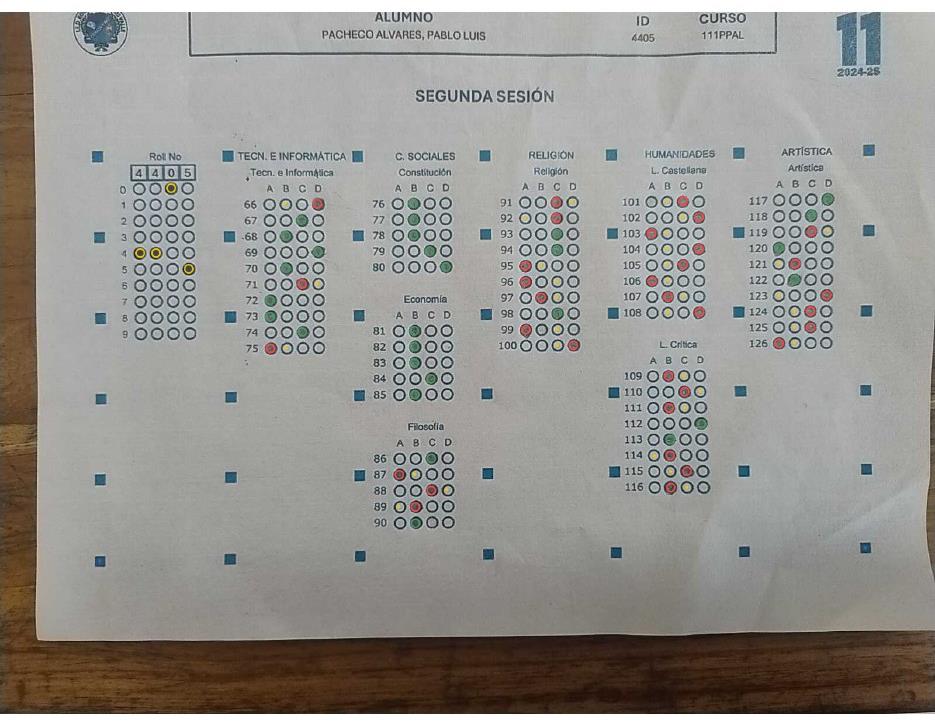 ALUMNO ID CURSO
PACHECO ALVARES, PABLO LUIS 4405 111PPAL
11
2024-25
SEGUNDA SESIÓN
Roll No
4 4 0 5
0
1
2
3
4
5
6
7
8
9
TECN. E INFORMÁTICA
Tecn. e Informática
A B C D
66
67
68
69
70
71
72
73
74
75
C. SOCIALES
Constitución
A B C D
76
77
78
79
80
Economía
A B C D
81
82
83
84
85
Filosofía
A B C D
86
87
88
89
90
RELIGIÓN
Religión
A B C D
91
92
93
94
95
96
97
98
99
100
HUMANIDADES
L. Castellana
A B C D
101
102
103
104
105
106
107
108
L. Crítica
A B C D
109
110
111
112
113
114
115
116
ARTÍSTICA
Artística
A B C D
117
118
119
120
121
122
123
124
125
126